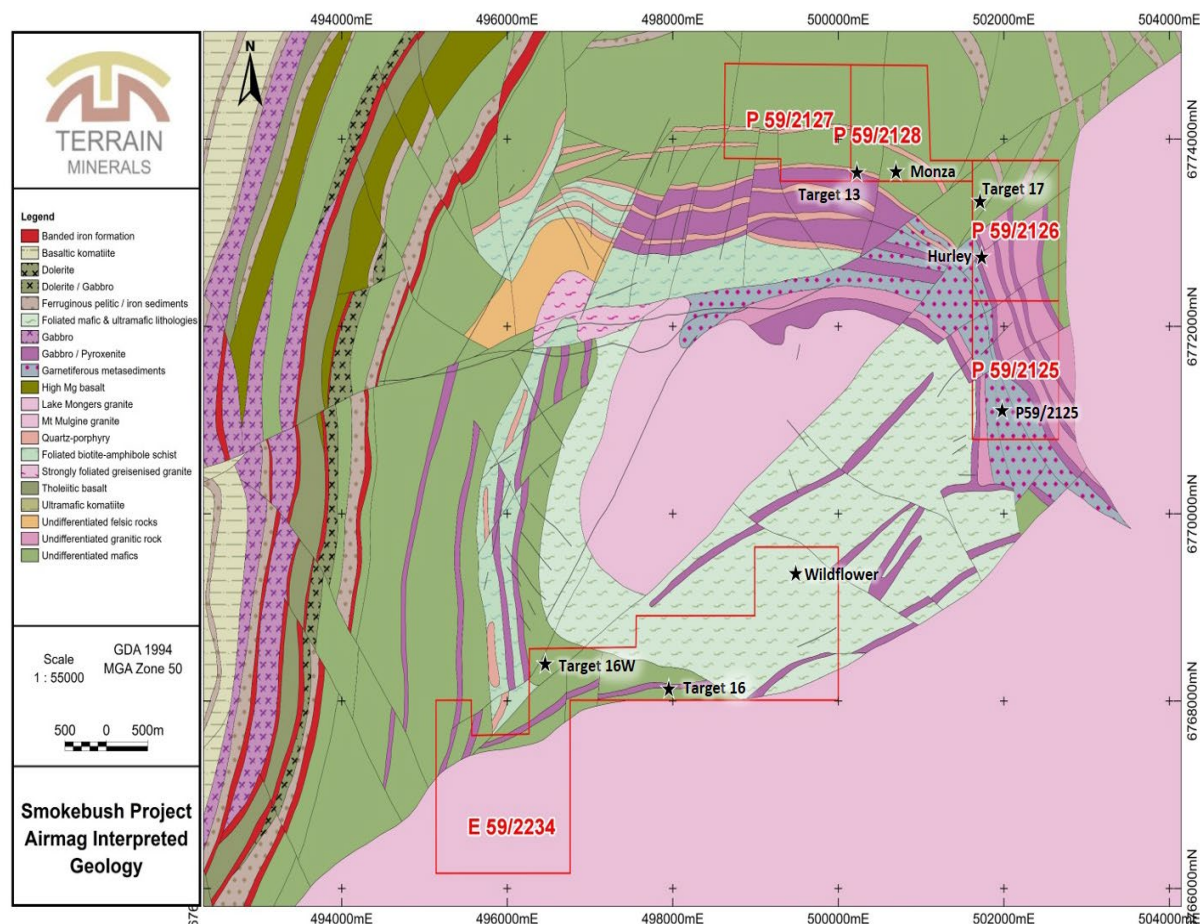 494000mE 496000mE 498000mE 500000mE 502000mE 504000mE
TERRAIN
MINERALS
Legend
Banded iron formation
Basaltic komatiite
Dolerite
Dolerite / Gabbro
Ferruginous pelitic / iron sediments
Foliated mafic & ultramafic lithologies
Gabbro
Gabbro / Pyroxenite
Garnetiferous metasediments
High Mg basalt
Lake Mongers granite
Mt Mulgine granite
Quartz-porphyry
Foliated biotite-amphibole schist
Strongly foliated greisenised granite
Tholeiitic basalt
Ultramafic komatiite
Undifferentiated felsic rocks
Undifferentiated granitic rock
Undifferentiated mafics
Scale
1 : 55000
GDA 1994
MGA Zone 50
500 0 500m
Smokebush Project
Airmag Interpreted
Geology
N
P 59/2127
P 59/2128
Monza
Target 13
Target 17
P 59/2126
Hurley
P 59/2125
P59/2125
Wildflower
Target 16W
Target 16
E 59/2234
6774000mN
6772000mN
6770000mN
6768000mN
494000mE 496000mE 498000mE 500000mE 502000mE 504000mE